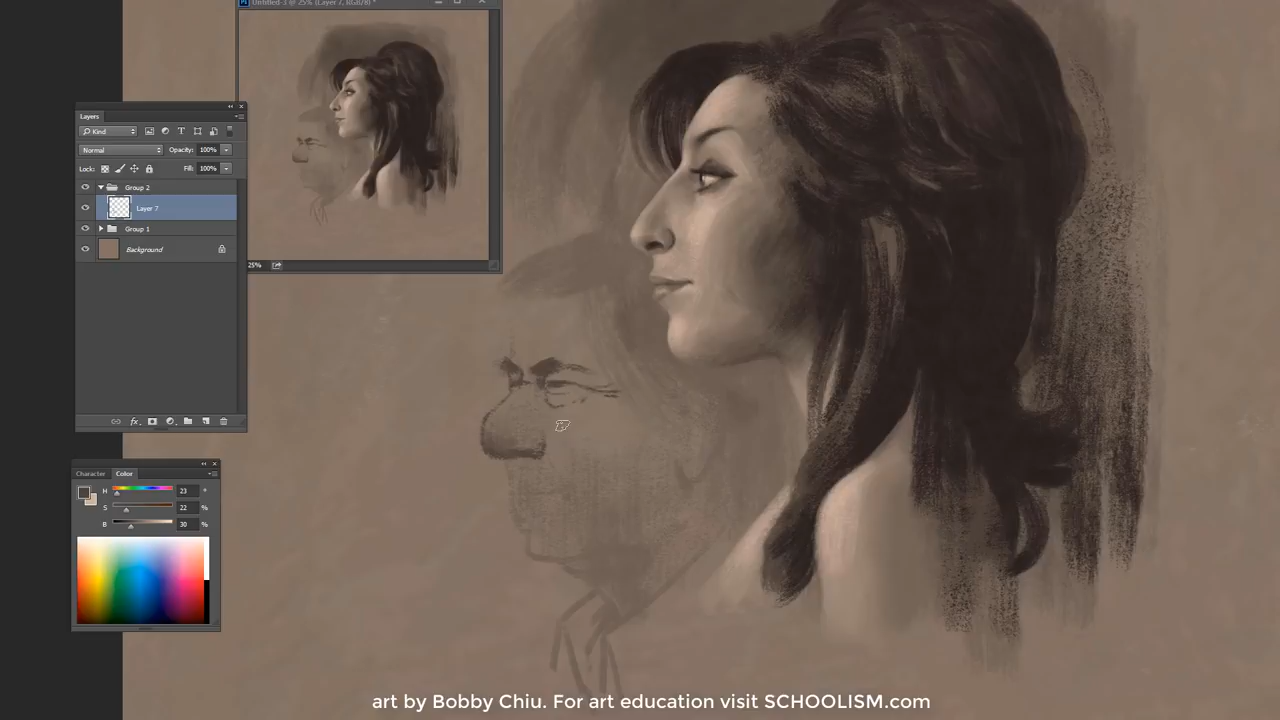 Untitled-3 @ 25% (Layer 7, RGB/8) *
Layers
Kind
Normal
Opacity: 100%
Lock:
Fill: 100%
Group 2
Layer 7
Group 1
Background
25%
fx
Character
Color
H 23 °
S 22 %
B 30 %
art by Bobby Chiu. For art education visit SCHOOLISM.com